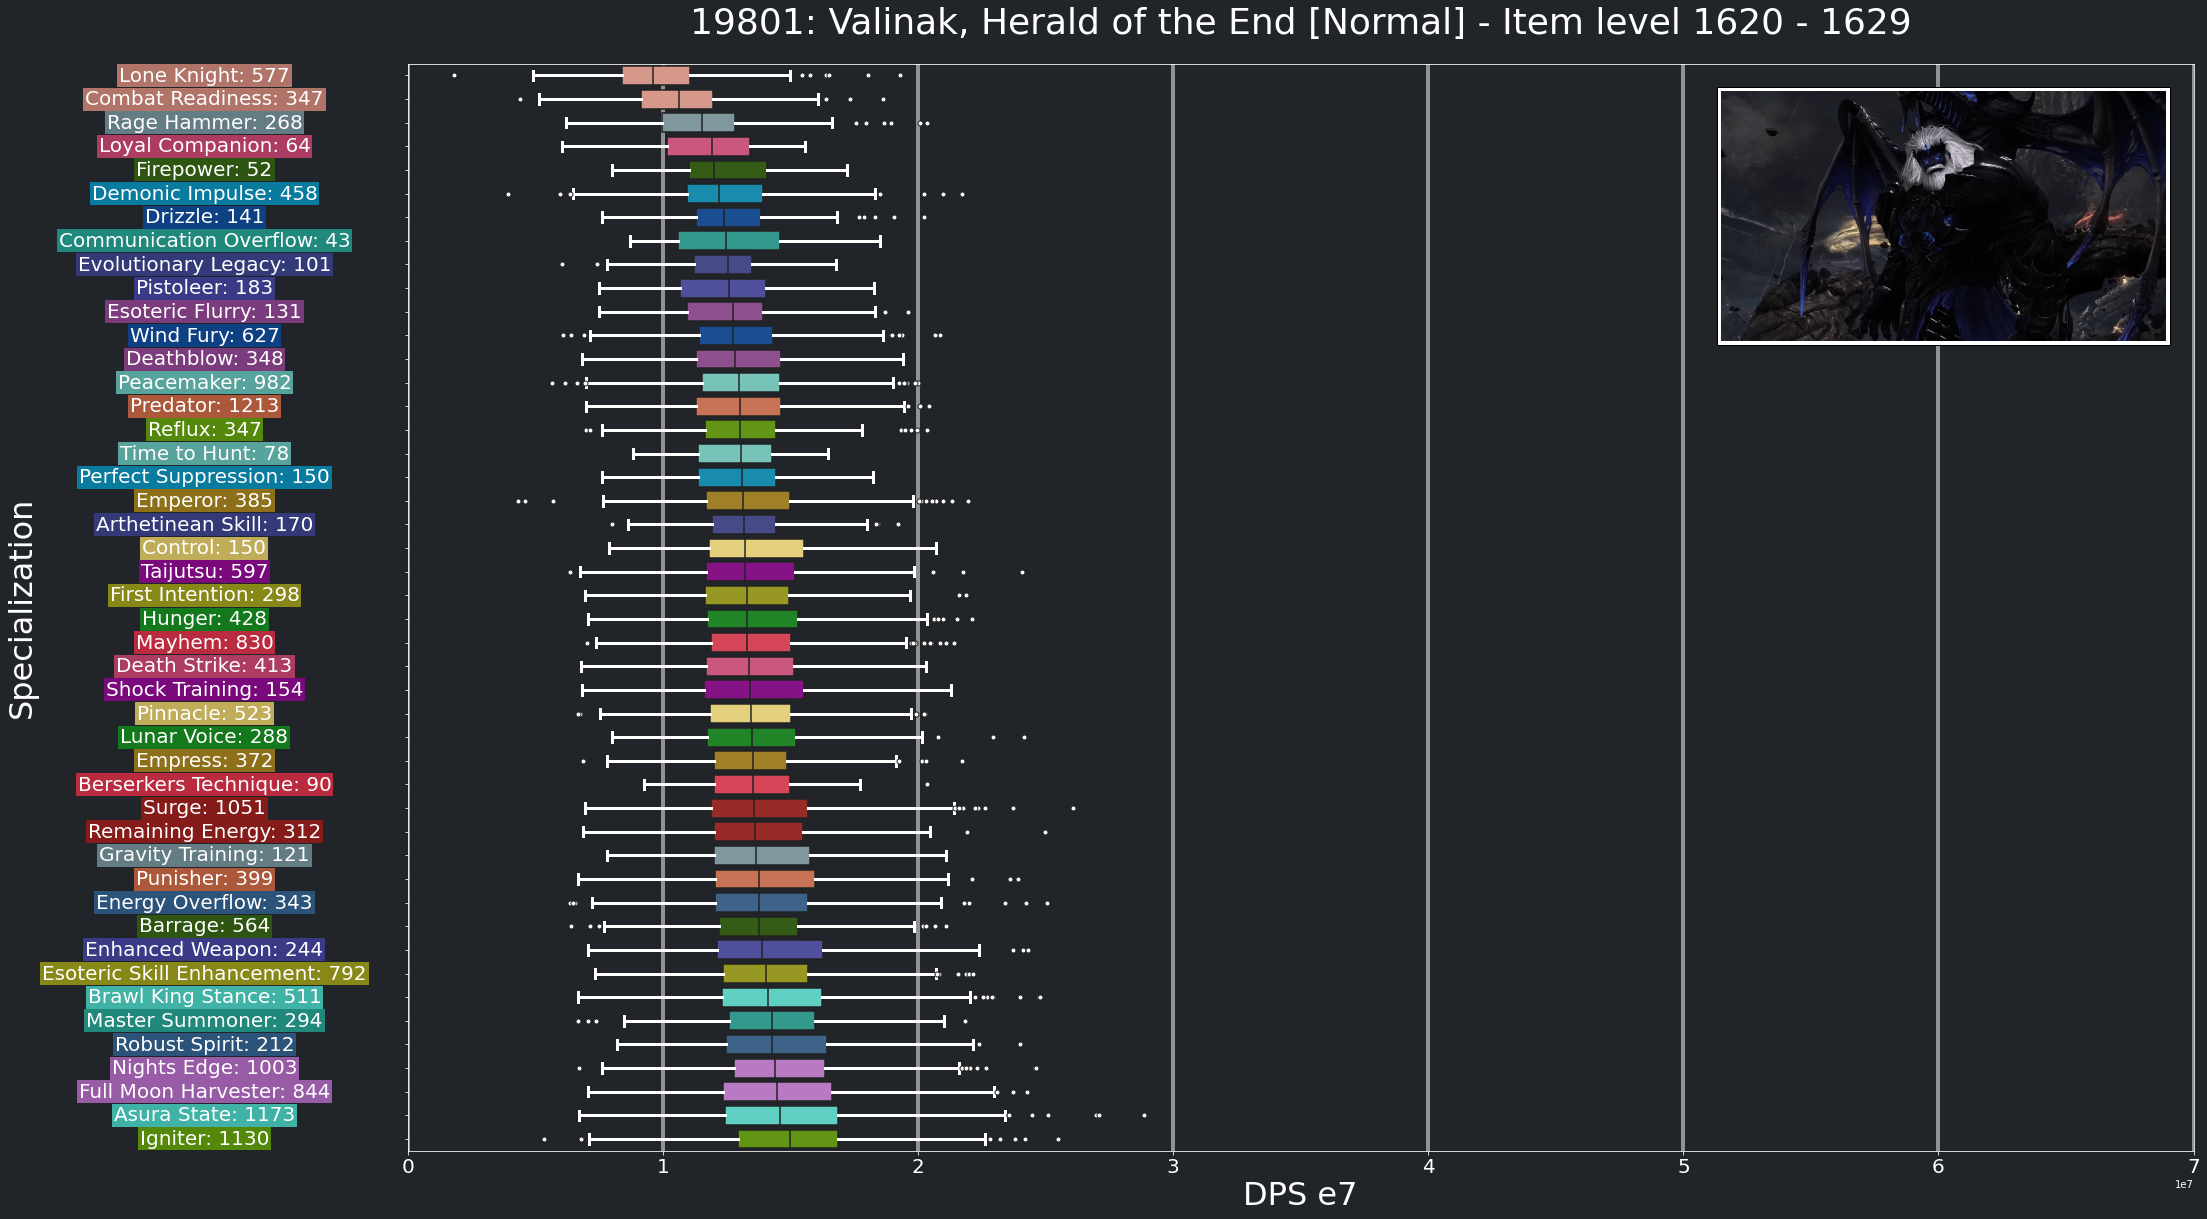 19801: Valinak, Herald of the End [Normal] - Item level 1620 - 1629
Specialization
Lone Knight: 577
Combat Readiness: 347
Rage Hammer: 268
Loyal Companion: 64
Firepower: 52
Demonic Impulse: 458
Drizzle: 141
Communication Overflow: 43
Evolutionary Legacy: 101
Pistoleer: 183
Esoteric Flurry: 131
Wind Fury: 627
Deathblow: 348
Peacemaker: 982
Predator: 1213
Reflux: 347
Time to Hunt: 78
Perfect Suppression: 150
Emperor: 385
Arthetinean Skill: 170
Control: 150
Taijutsu: 597
First Intention: 298
Hunger: 428
Mayhem: 830
Death Strike: 413
Shock Training: 154
Pinnacle: 523
Lunar Voice: 288
Empress: 372
Berserkers Technique: 90
Surge: 1051
Remaining Energy: 312
Gravity Training: 121
Punisher: 399
Energy Overflow: 343
Barrage: 564
Enhanced Weapon: 244
Esoteric Skill Enhancement: 792
Brawl King Stance: 511
Master Summoner: 294
Robust Spirit: 212
Nights Edge: 1003
Full Moon Harvester: 844
Asura State: 1173
Igniter: 1130
0 1 2 3 4 5 6 7
1e7
DPS e7